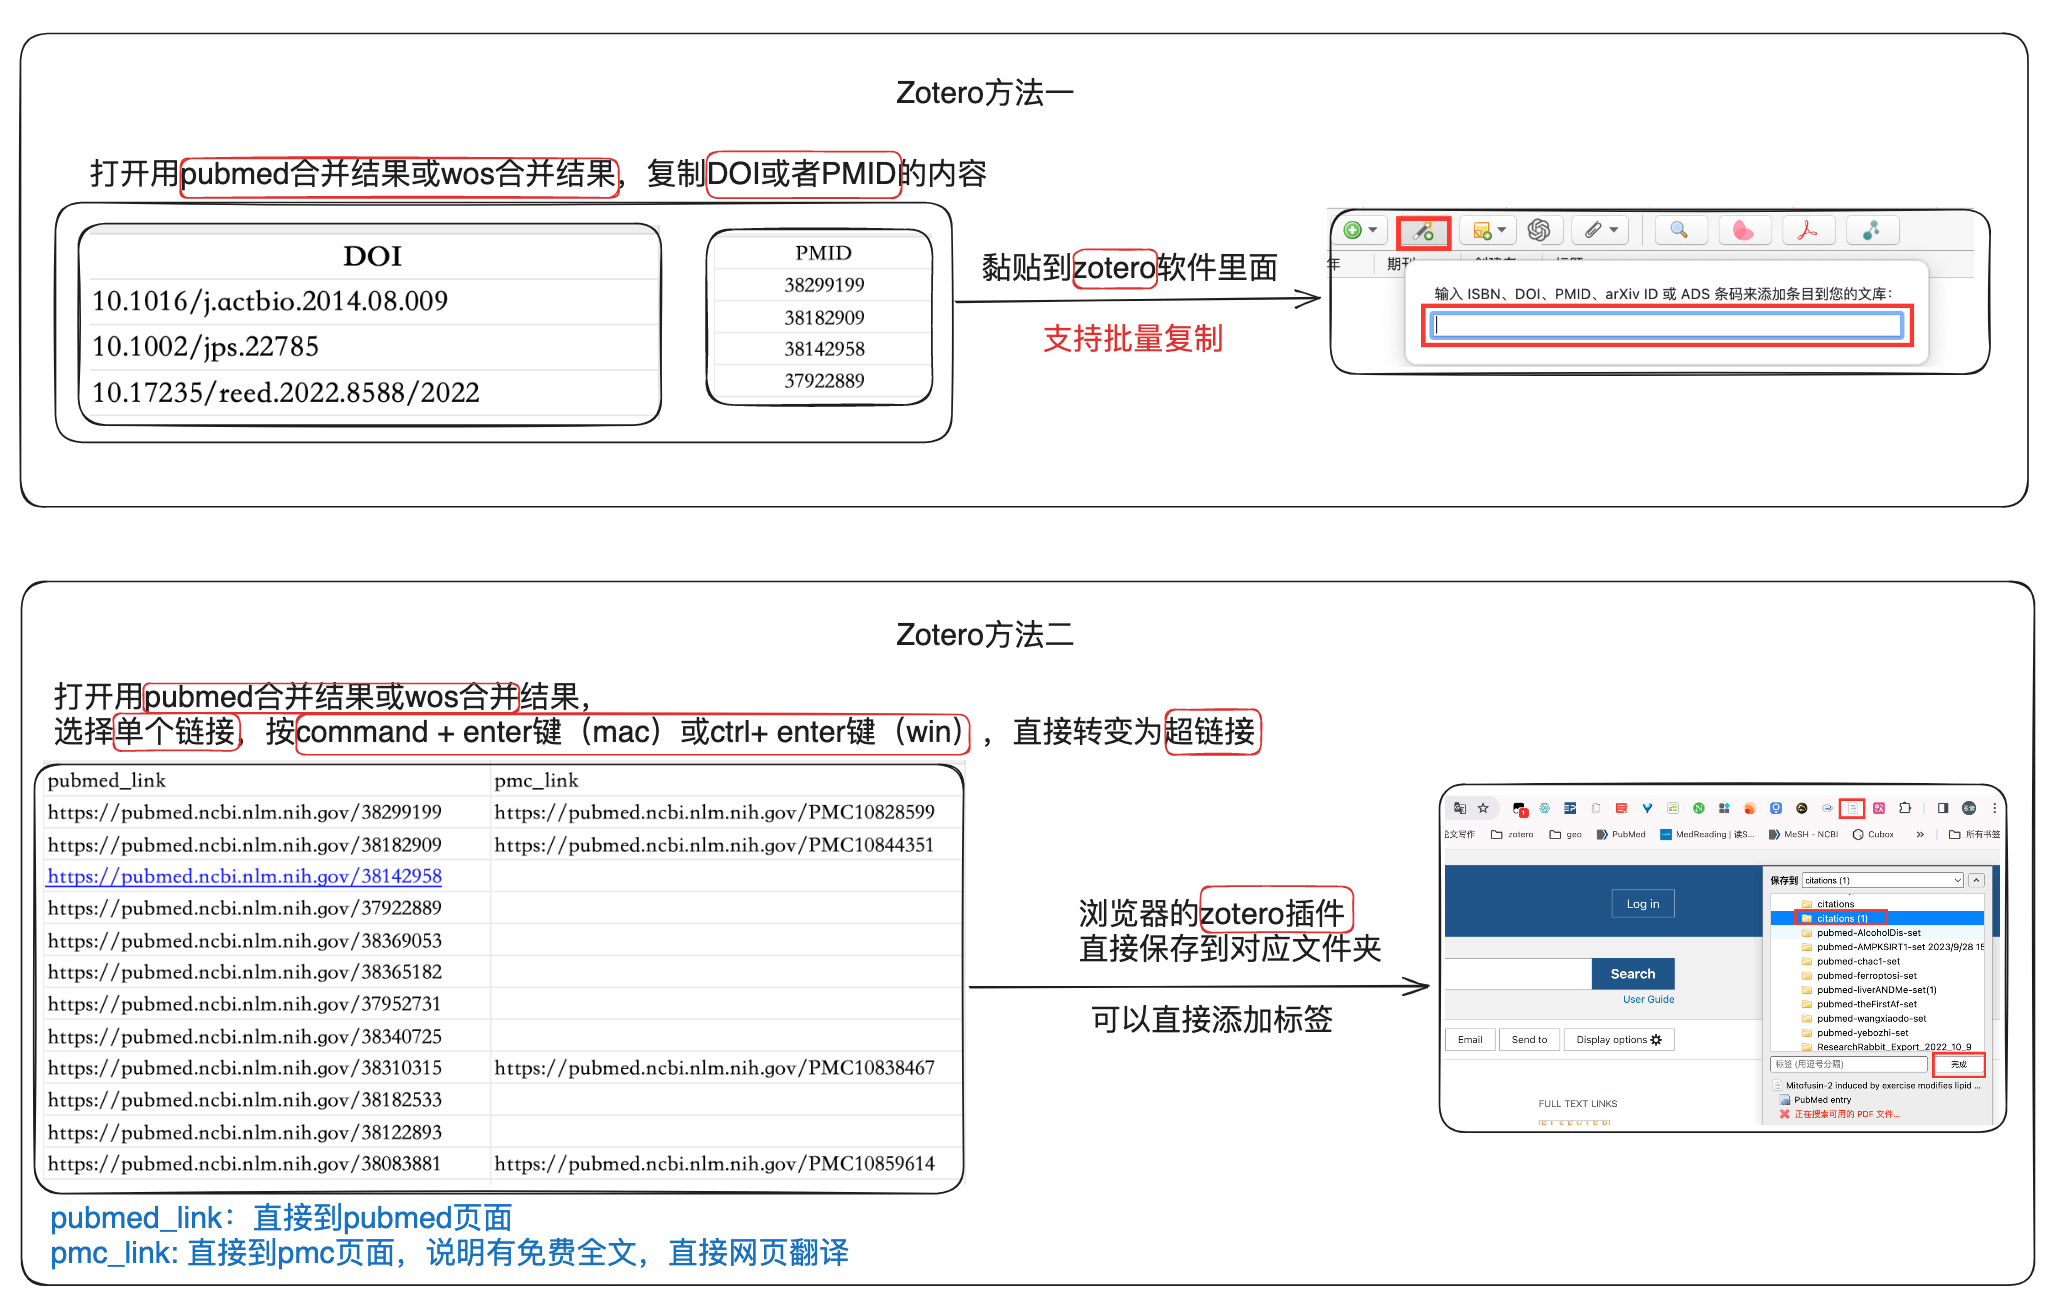 Zotero方法一
打开用pubmed合并结果或wos合并结果，复制DOI或者PMID的内容
DOI
10.1016/j.actbio.2014.08.009
10.1002/jps.22785
10.17235/reed.2022.8588/2022
PMID
38299199
38182909
38142958
37922889
黏贴到zotero软件里面
支持批量复制
年
输入 ISBN、DOI、PMID、arXiv ID 或 ADS 条码来添加条目到您的文库：
Zotero方法二
打开用pubmed合并结果或wos合并结果，
选择单个链接，按command + enter键（mac）或ctrl+ enter键（win），直接转变为超链接
pubmed_link pmc_link
https://pubmed.ncbi.nlm.nih.gov/38299199 https://pubmed.ncbi.nlm.nih.gov/PMC10828599
https://pubmed.ncbi.nlm.nih.gov/38182909 https://pubmed.ncbi.nlm.nih.gov/PMC10844351
https://pubmed.ncbi.nlm.nih.gov/38142958
https://pubmed.ncbi.nlm.nih.gov/37922889
https://pubmed.ncbi.nlm.nih.gov/38369053
https://pubmed.ncbi.nlm.nih.gov/38365182
https://pubmed.ncbi.nlm.nih.gov/37952731
https://pubmed.ncbi.nlm.nih.gov/38340725
https://pubmed.ncbi.nlm.nih.gov/38310315 https://pubmed.ncbi.nlm.nih.gov/PMC10838467
https://pubmed.ncbi.nlm.nih.gov/38182533
https://pubmed.ncbi.nlm.nih.gov/38122893
https://pubmed.ncbi.nlm.nih.gov/38083881 https://pubmed.ncbi.nlm.nih.gov/PMC10859614
pubmed_link：直接到pubmed页面
pmc_link: 直接到pmc页面，说明有免费全文，直接网页翻译
浏览器的zotero插件
直接保存到对应文件夹
可以直接添加标签
文写作 zotero geo PubMed MedReading | 读S... MeSH - NCBI Cubox » 所有书签
Log in
Search
User Guide
Email Send to Display options
FULL TEXT LINKS
保存到 citations (1)
citations
citations (1)
pubmed-AlcoholDis-set
pubmed-AMPKSIRT1-set 2023/9/28 15
pubmed-chac1-set
pubmed-ferroptosi-set
pubmed-liverANDMe-set(1)
pubmed-theFirstAf-set
pubmed-wangxiaodo-set
pubmed-yebozhi-set
ResearchRabbit_Export_2022_10_9
标签 (用逗号分隔) 完成
Mitofusin-2 induced by exercise modifies lipid ...
PubMed entry
正在搜索可用的 PDF 文件...